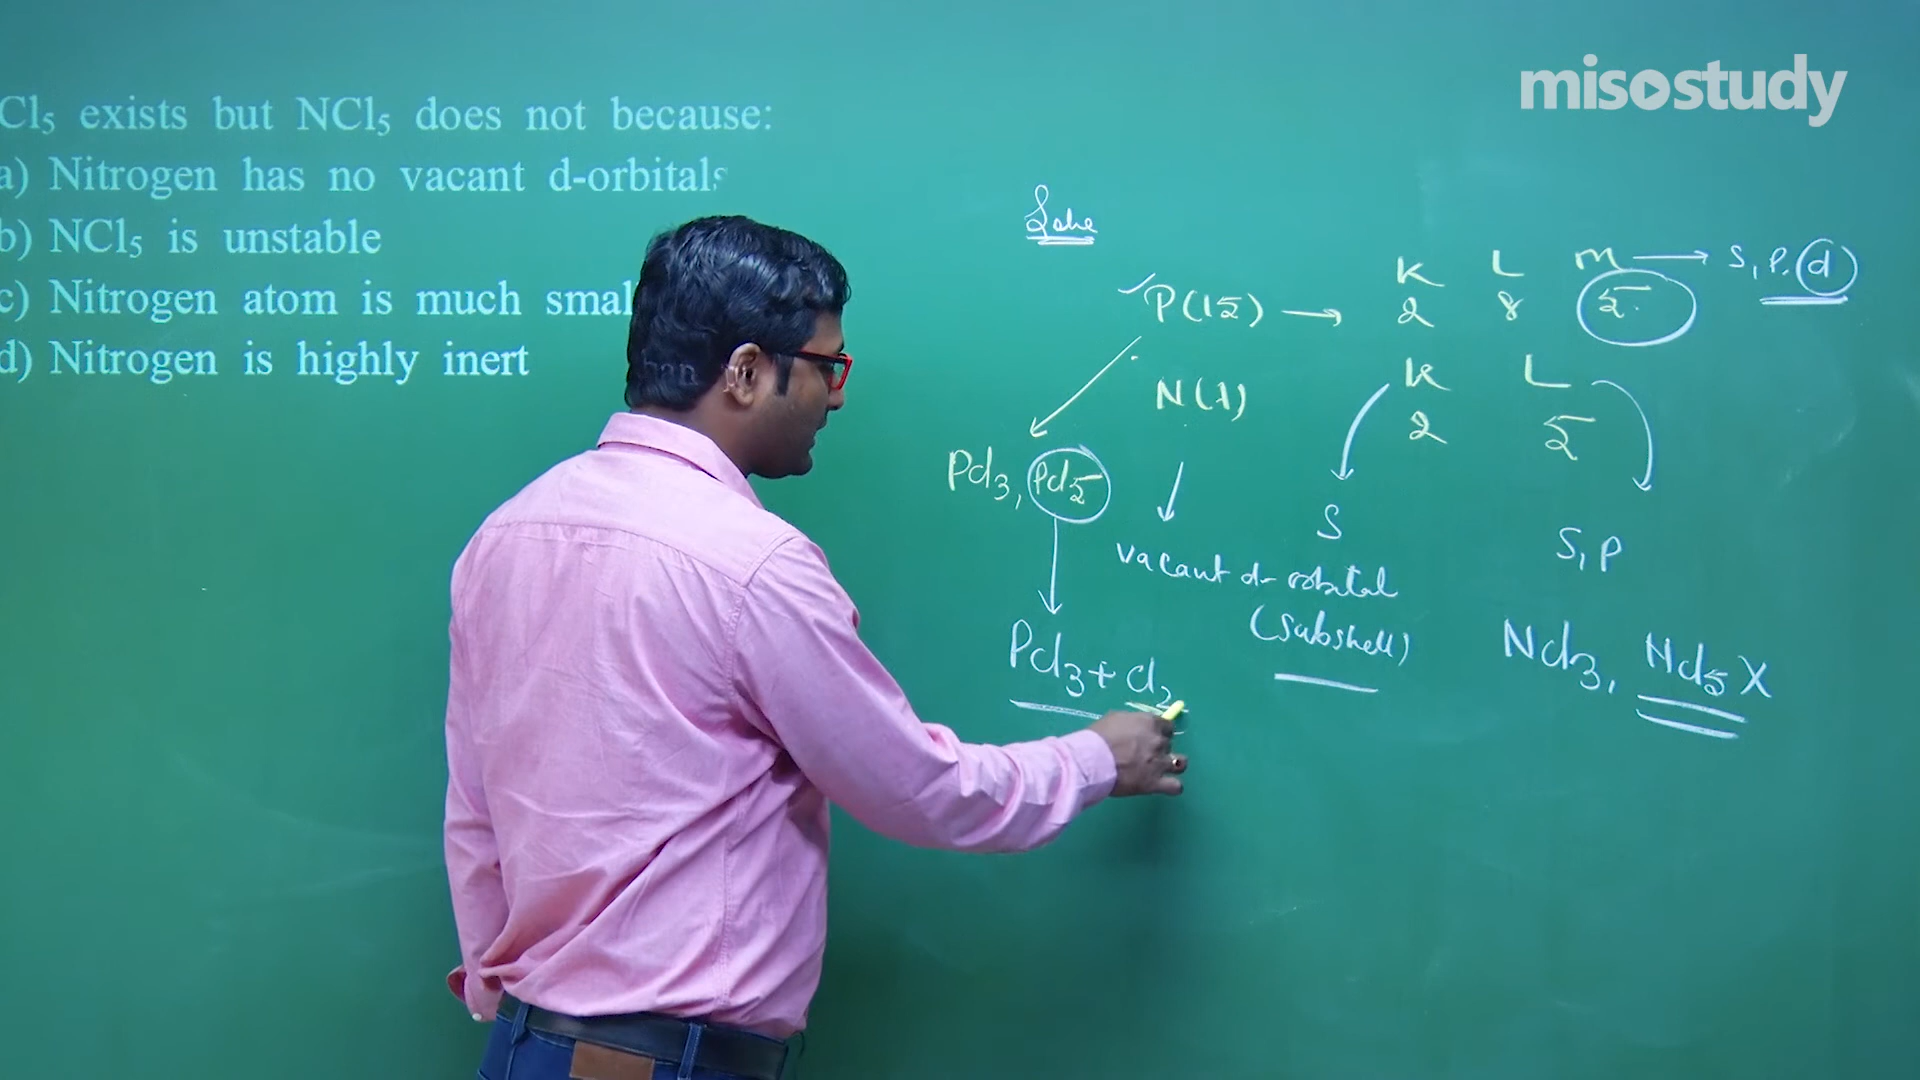 misostudy
Cl5 exists but NCl5 does not because:
a) Nitrogen has no vacant d-orbitals
b) NCl5 is unstable
c) Nitrogen atom is much smal
d) Nitrogen is highly inert
K L M → S, P, d
P(15) → 2 8 5
K L
N(7)
2 5
PCl3, PCl5
S
S, P
vacant d-orbital
(subshell)
PCl3 + Cl2
NCl3, NCl5 X